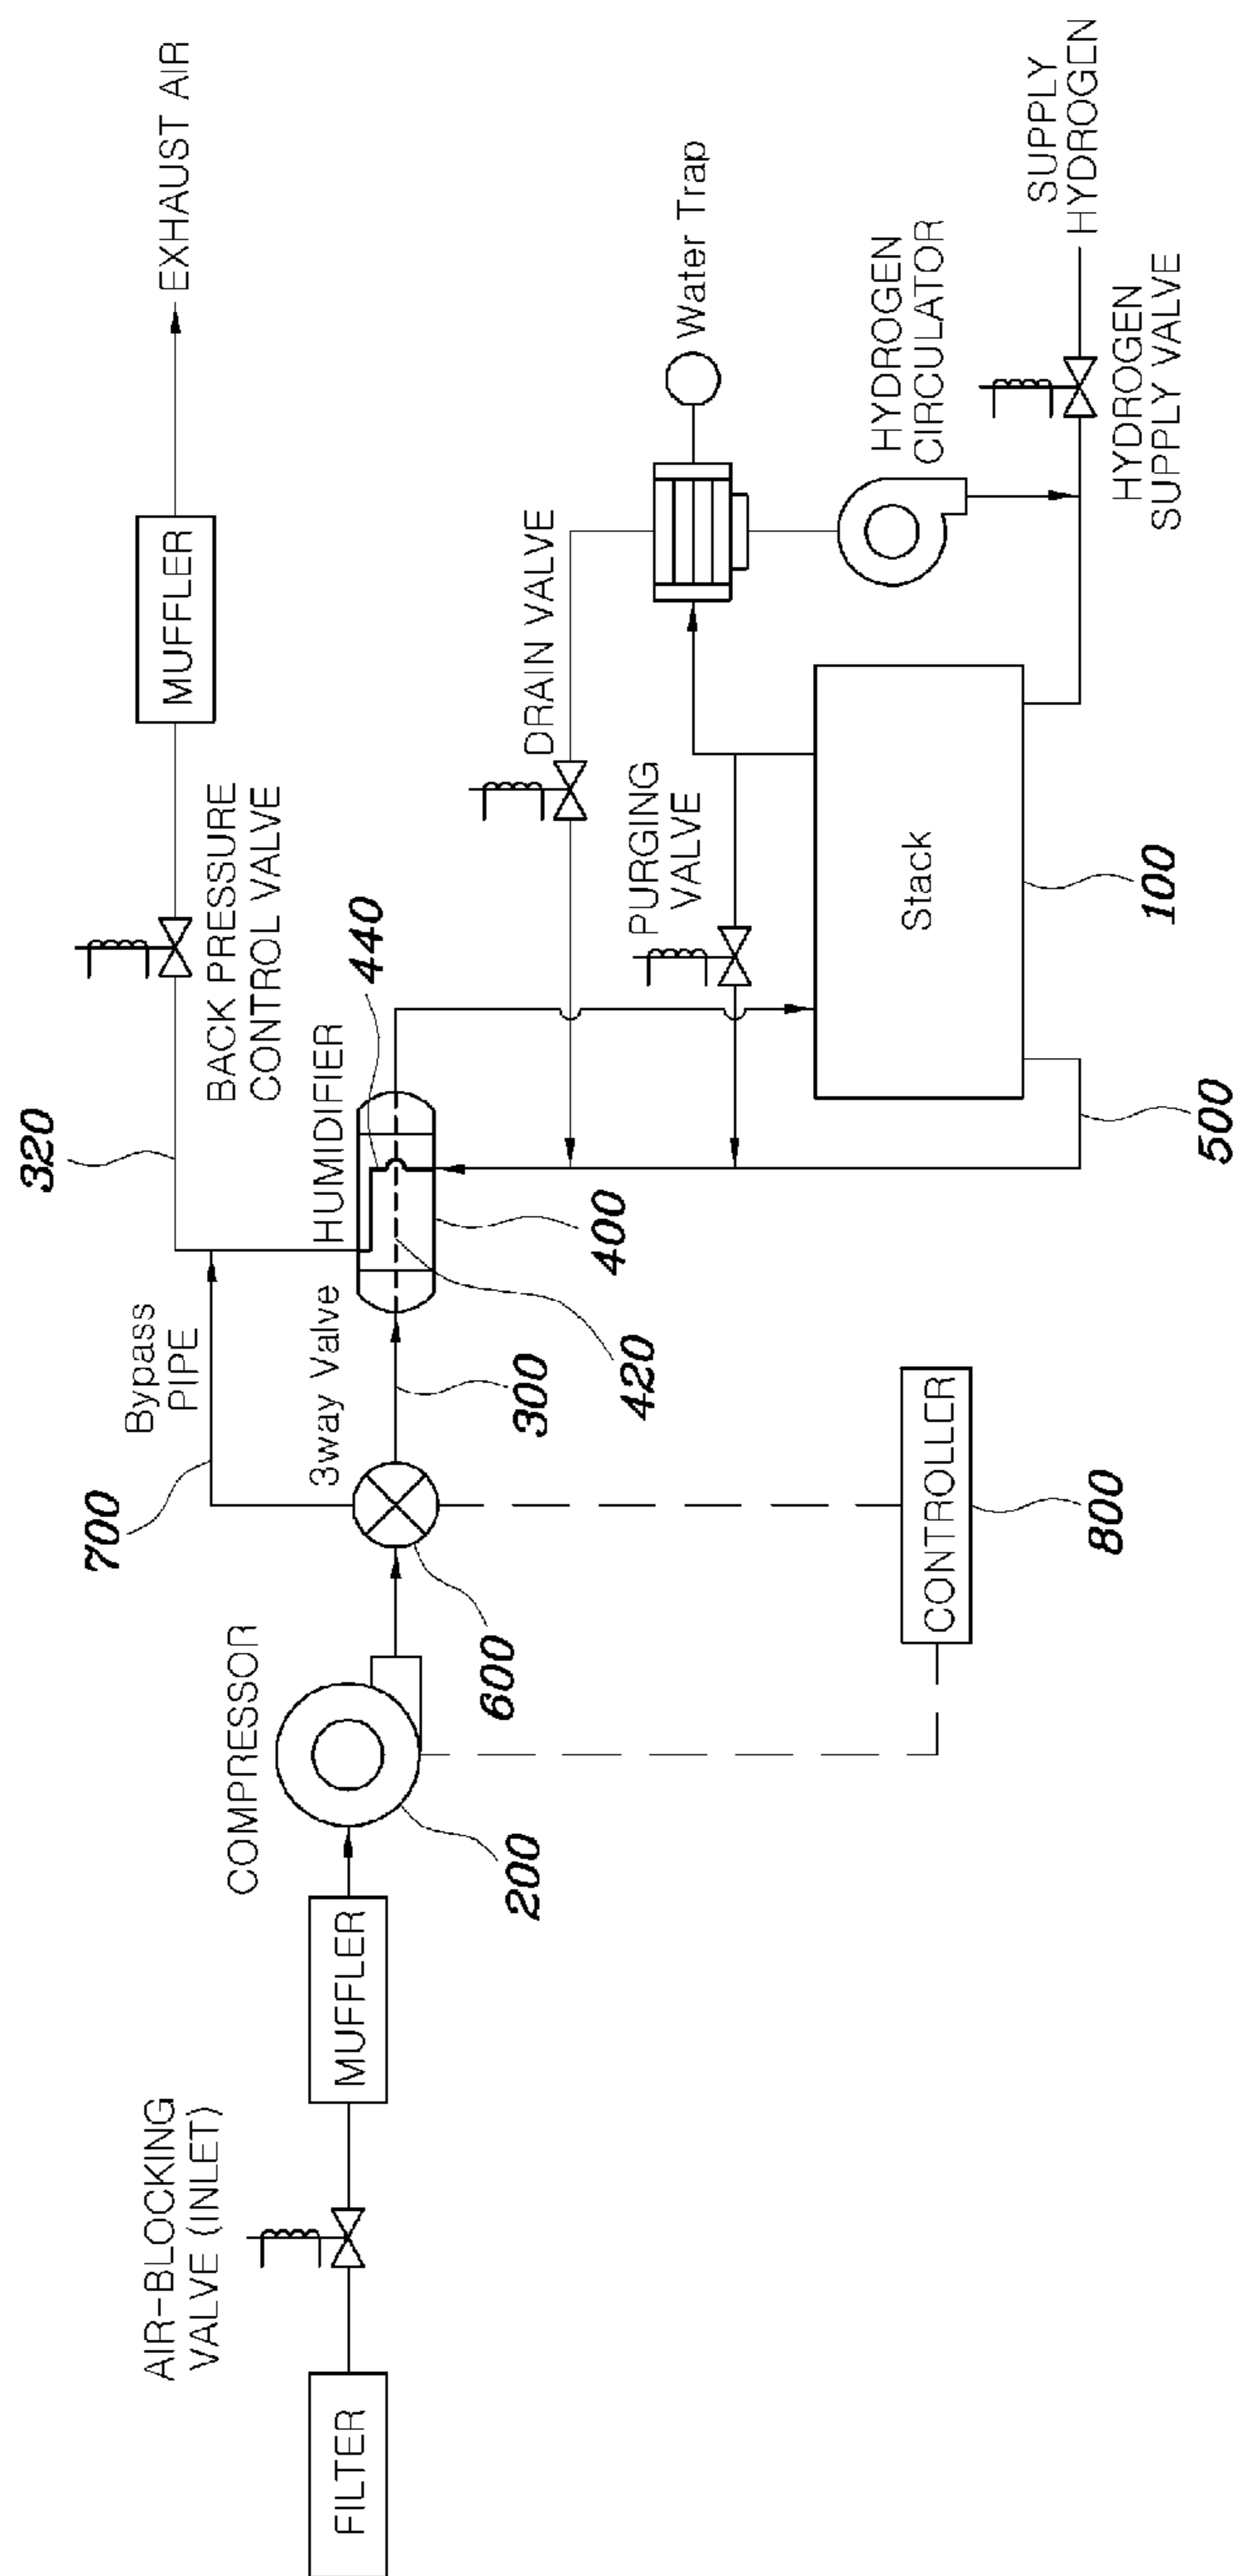 FILTER
AIR-BLOCKING
VALVE (INLET)
MUFFLER
COMPRESSOR
200
600
3way Valve
700
Bypass
PIPE
300
420
HUMIDIFIER
400
440
320
BACK PRESSURE
CONTROL VALVE
MUFFLER
EXHAUST AIR
CONTROLLER
800
500
Stack
100
PURGING
VALVE
DRAIN VALVE
Water Trap
HYDROGEN
CIRCULATOR
HYDROGEN
SUPPLY VALVE
SUPPLY
HYDROGEN